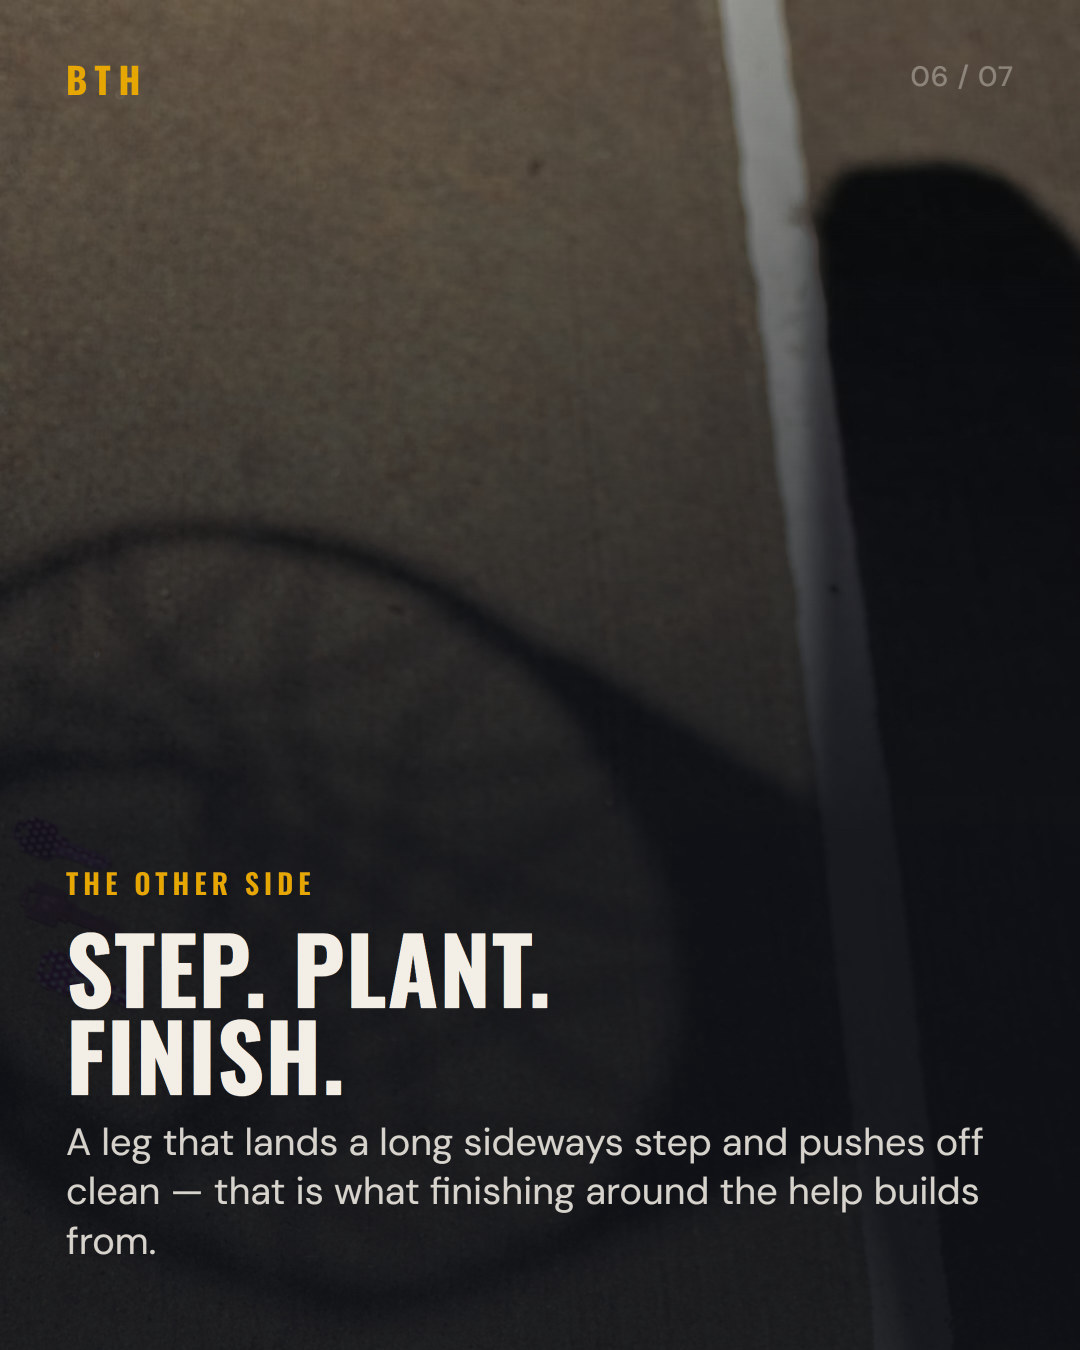 BTH
06 / 07
THE OTHER SIDE
STEP. PLANT.
FINISH.
A leg that lands a long sideways step and pushes off
clean — that is what finishing around the help builds
from.